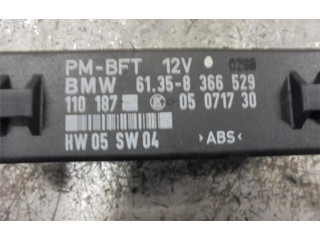 PM-BFT 12V 0298
BMW 61.35-8 366 529
110 187 05 0717 30
HW 05 SW 04 >ABS<